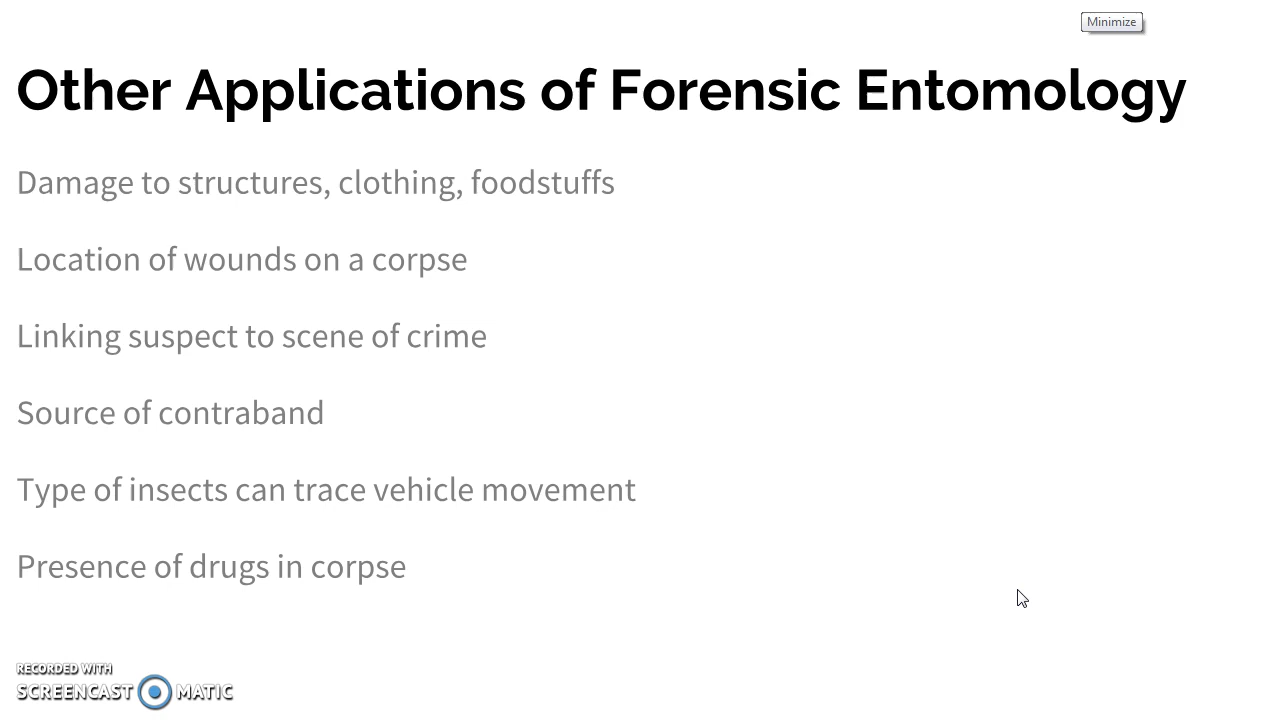 Minimize
Other Applications of Forensic Entomology
Damage to structures, clothing, foodstuffs
Location of wounds on a corpse
Linking suspect to scene of crime
Source of contraband
Type of insects can trace vehicle movement
Presence of drugs in corpse
RECORDED WITH
SCREENCAST MATIC